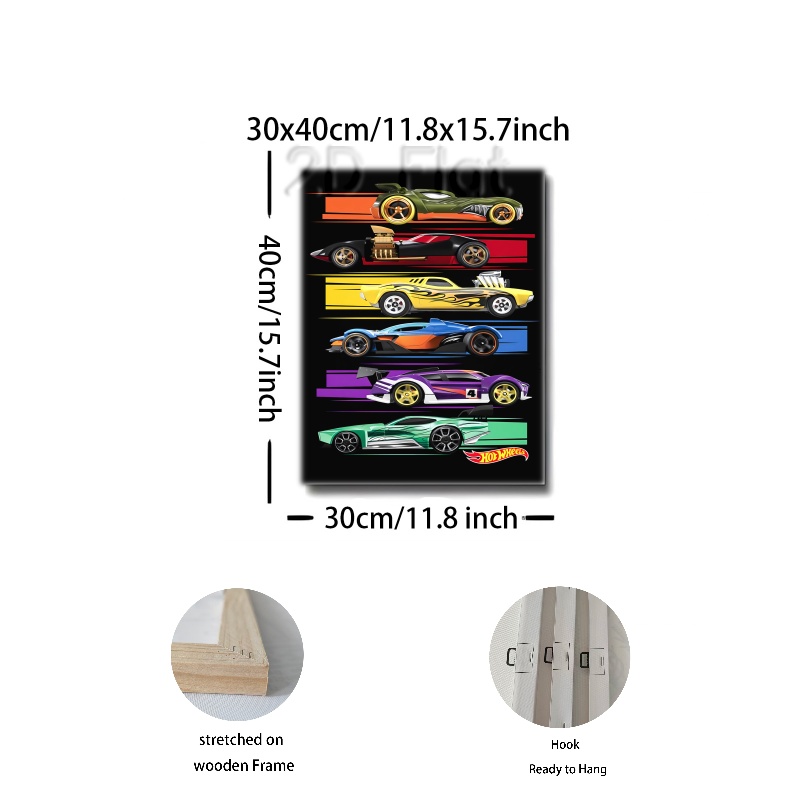 30x40cm/11.8x15.7inch
2D Flat
40cm/15.7inch
4
HOT WHEELS
30cm/11.8 inch
stretched on
wooden Frame
Hook
Ready to Hang